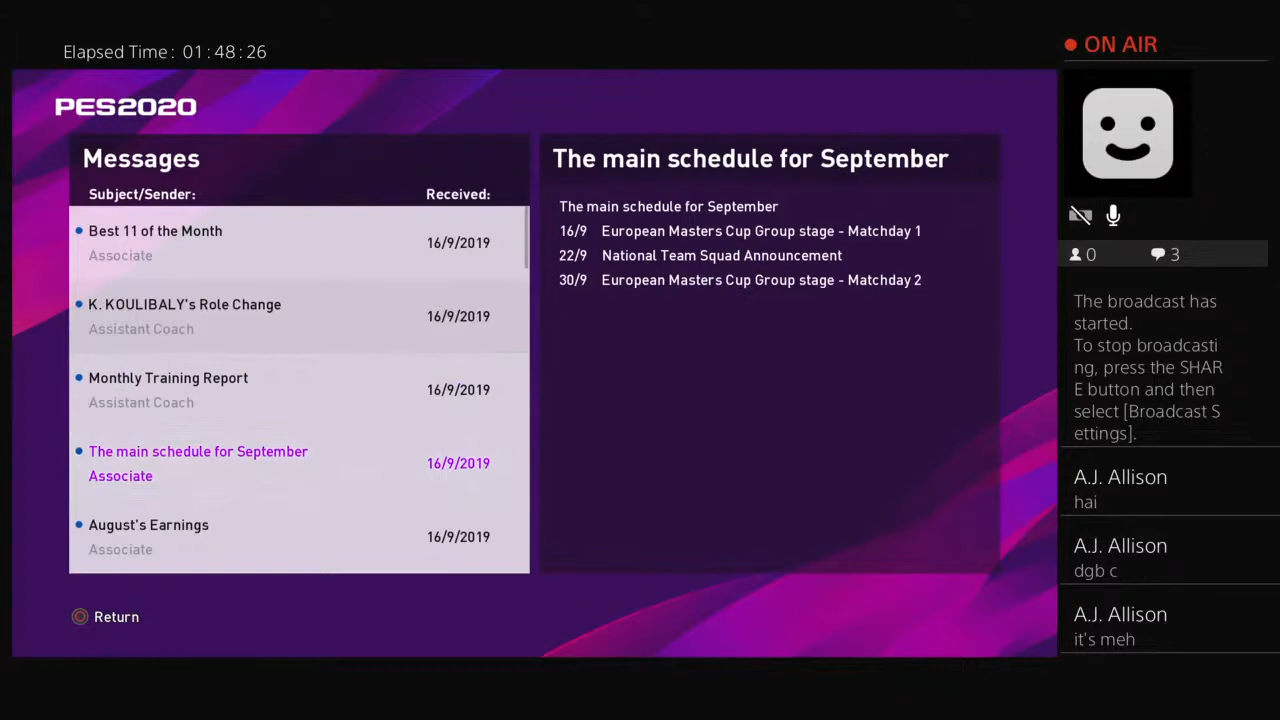 Elapsed Time: 01:48:26
ON AIR
PES2020
Messages
Subject/Sender:
Received:
Best 11 of the Month
Associate
16/9/2019
K. KOULIBALY's Role Change
Assistant Coach
16/9/2019
Monthly Training Report
Assistant Coach
16/9/2019
The main schedule for September
Associate
16/9/2019
August's Earnings
Associate
16/9/2019
Return
The main schedule for September
The main schedule for September
16/9 European Masters Cup Group stage - Matchday 1
22/9 National Team Squad Announcement
30/9 European Masters Cup Group stage - Matchday 2
0
3
The broadcast has
started.
To stop broadcasti
ng, press the SHAR
E button and then
select [Broadcast S
ettings].
A.J. Allison
hai
A.J. Allison
dgb c
A.J. Allison
it's meh